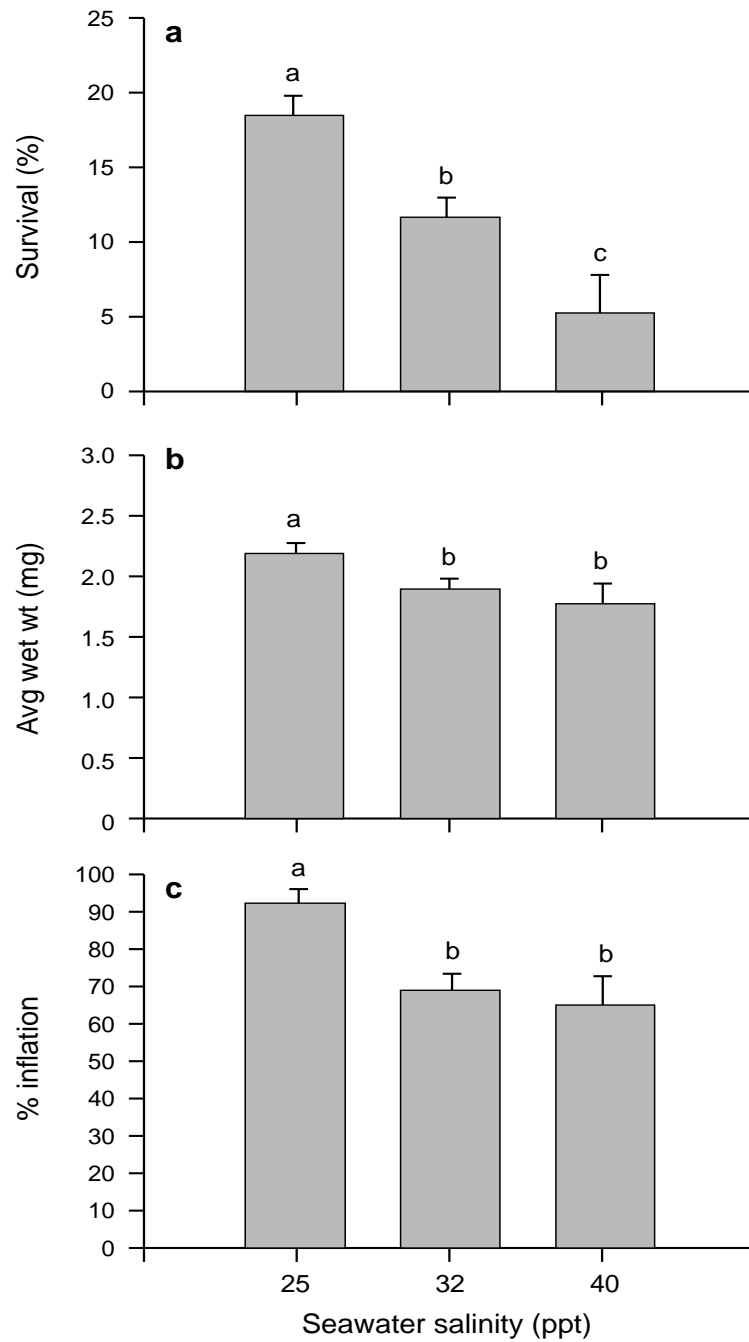 a
25
20
15
10
5
0
Survival (%)
a
b
c
b
3.0
2.5
2.0
1.5
1.0
0.5
0
Avg wet wt (mg)
a
b
b
c
100
90
80
70
60
50
40
30
20
10
0
% inflation
a
b
b
25 32 40
Seawater salinity (ppt)